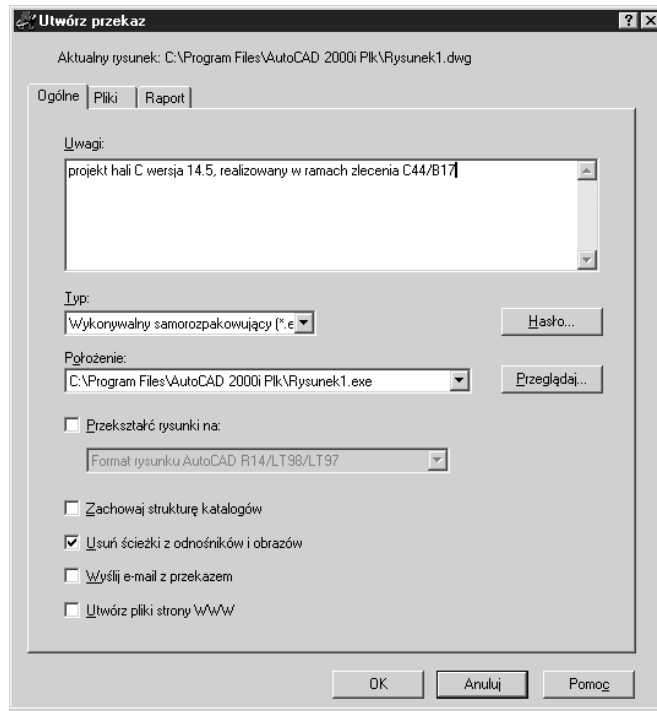 Utwórz przekaz
Aktualny rysunek: C:\Program Files\AutoCAD 2000i Plk\Rysunek1.dwg
Ogólne Pliki Raport
Uwagi:
projekt hali C wersja 14.5, realizowany w ramach zlecenia C44/B17
Typ:
Wykonywalny samorozpakowujący (*.e
Hasło...
Położenie:
C:\Program Files\AutoCAD 2000i Plk\Rysunek1.exe
Przeglądaj...
Przekształć rysunki na:
Format rysunku AutoCAD R14/LT98/LT97
Zachowaj strukturę katalogów
Usuń ścieżki z odnośników i obrazów
Wyślij e-mail z przekazem
Utwórz pliki strony WWW
OK Anuluj Pomoc